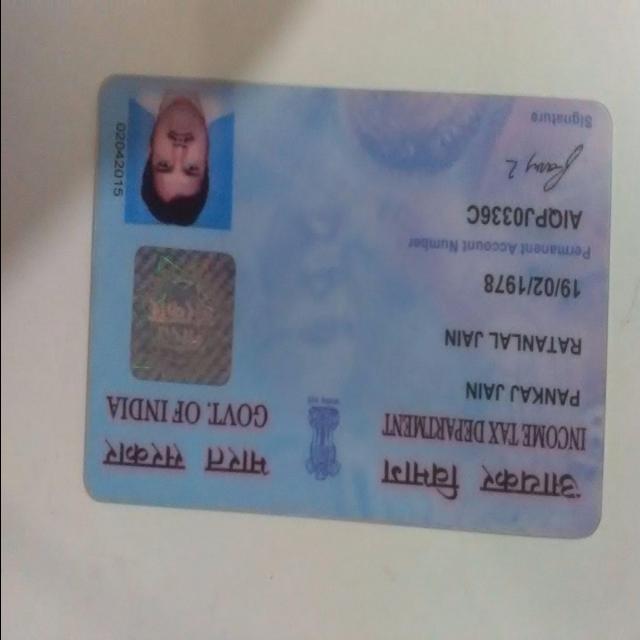 आयकर विभाग
INCOME TAX DEPARTMENT
भारत सरकार
GOVT. OF INDIA
PANKAJ JAIN
RATANLAL JAIN
19/02/1978
Permanent Account Number
AIQPJ0336C
Signature
02042015